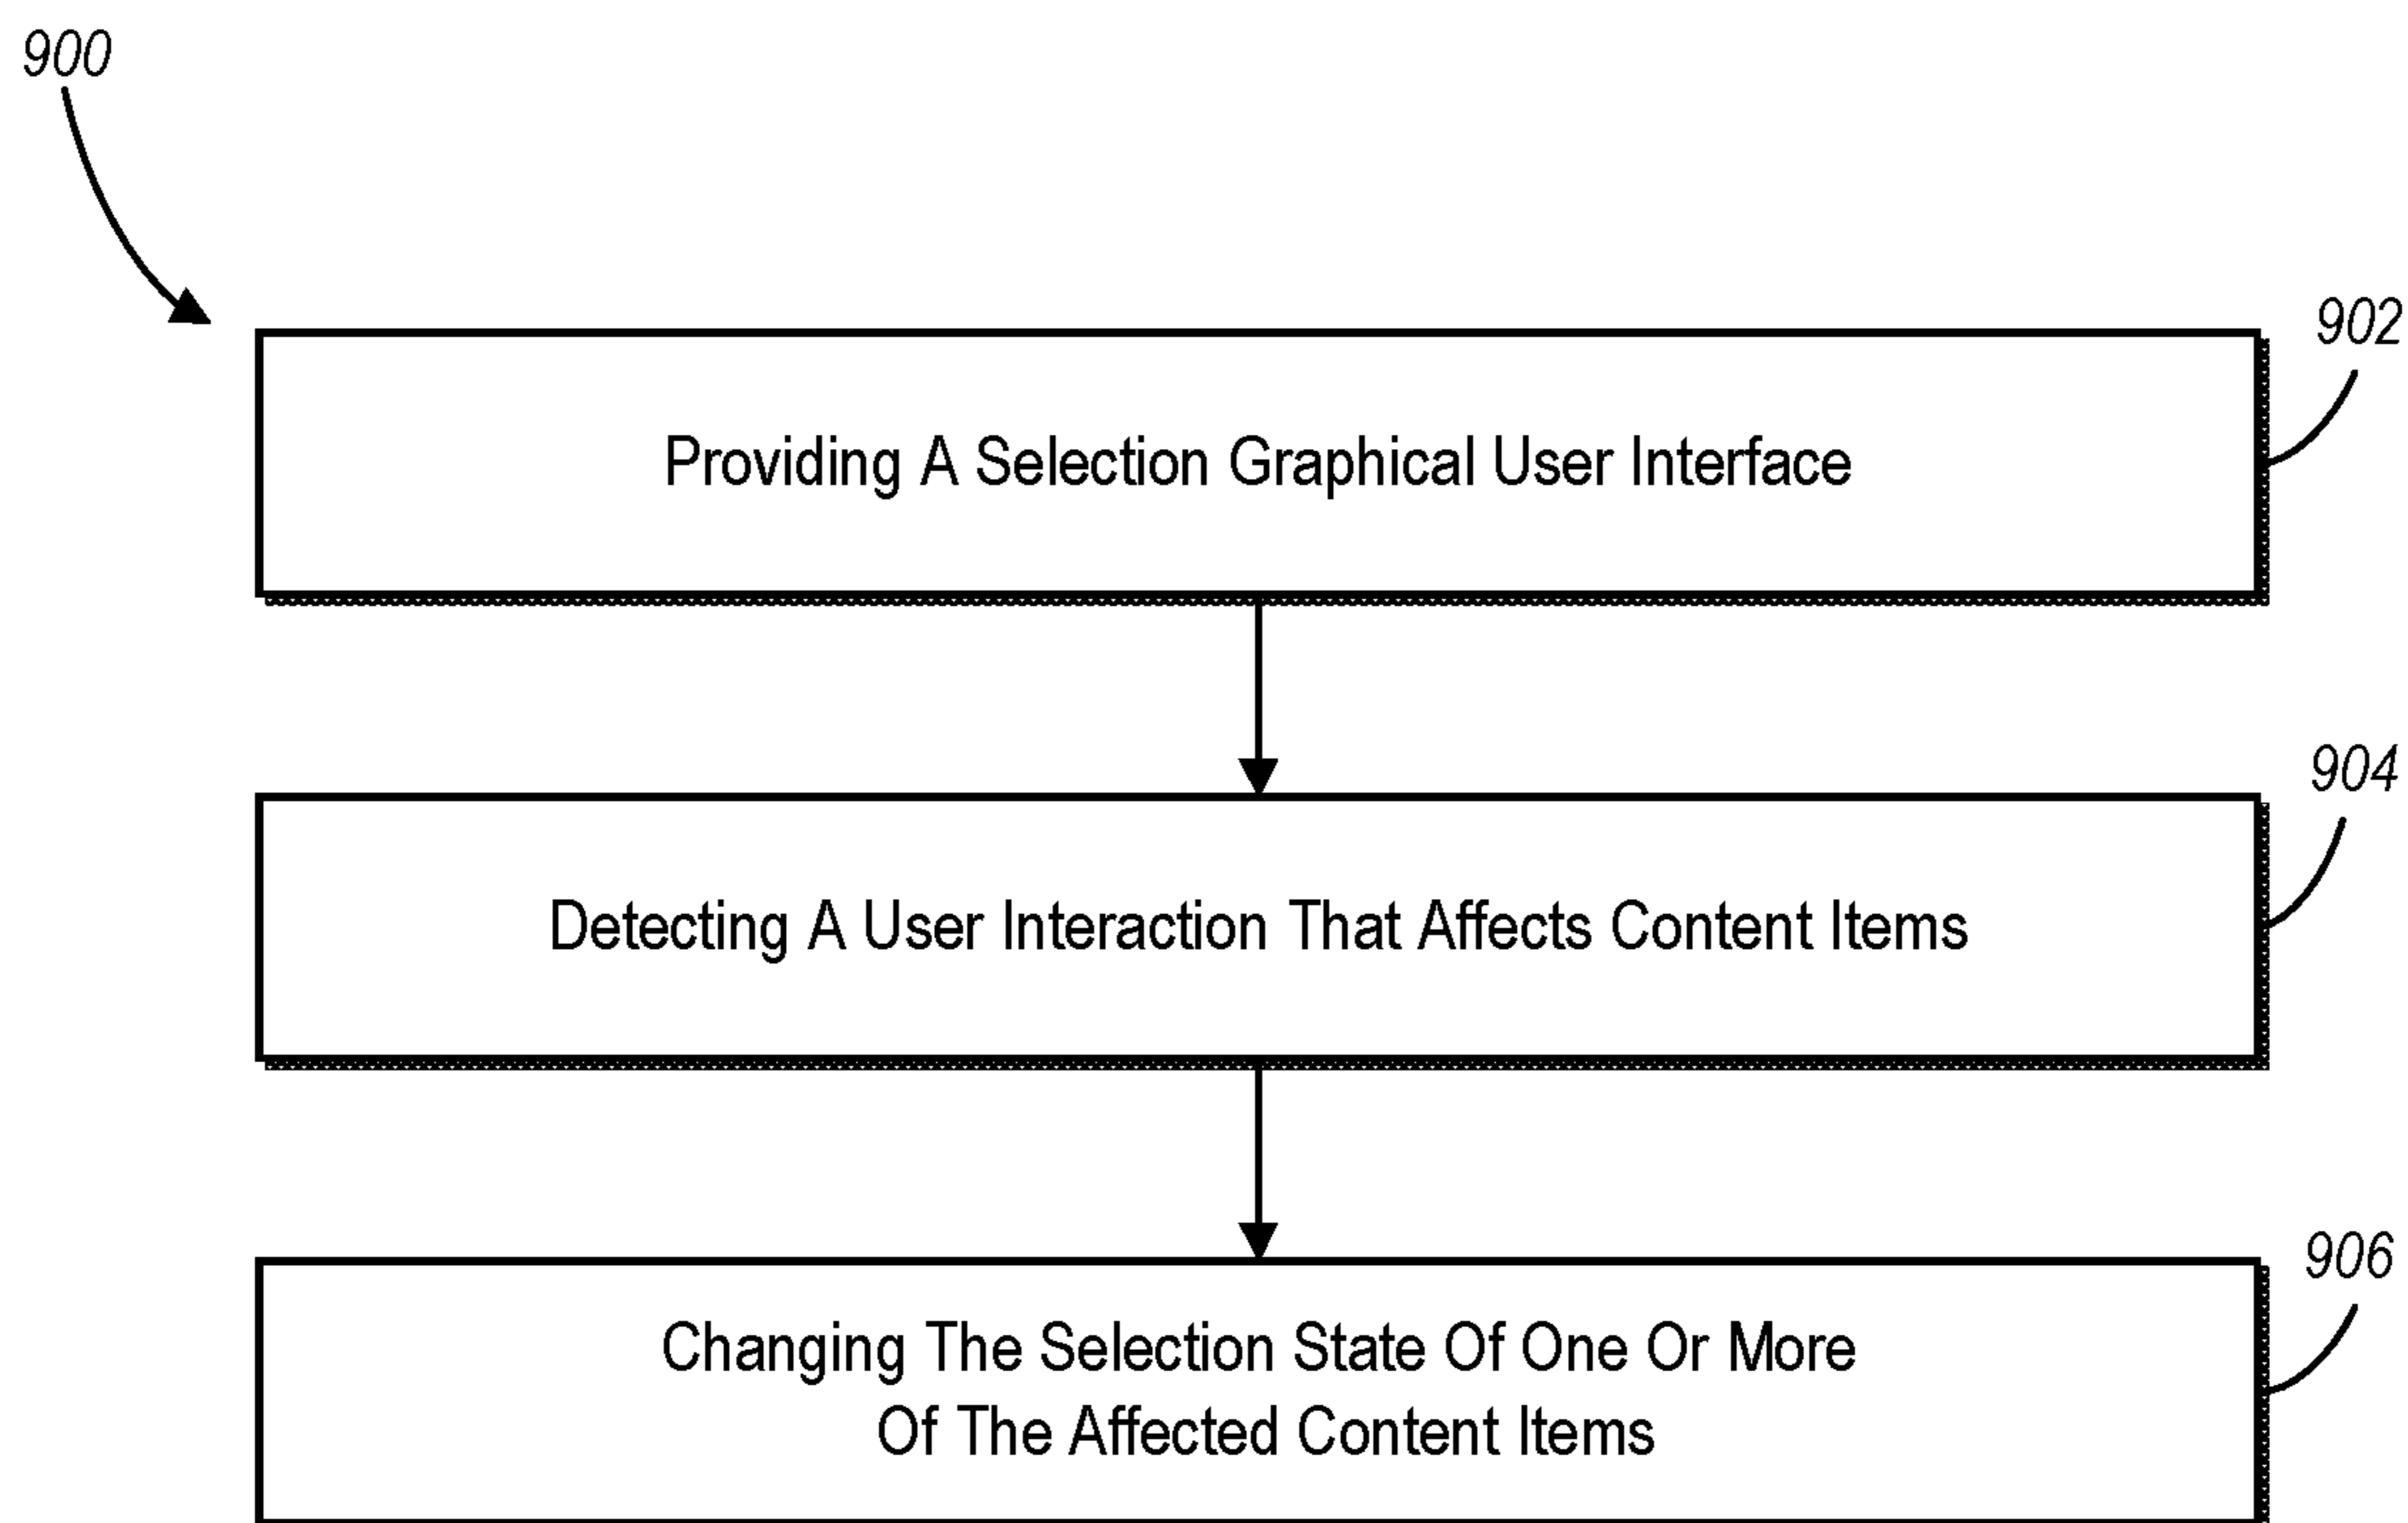 900
902
Providing A Selection Graphical User Interface
904
Detecting A User Interaction That Affects Content Items
906
Changing The Selection State Of One Or More
Of The Affected Content Items